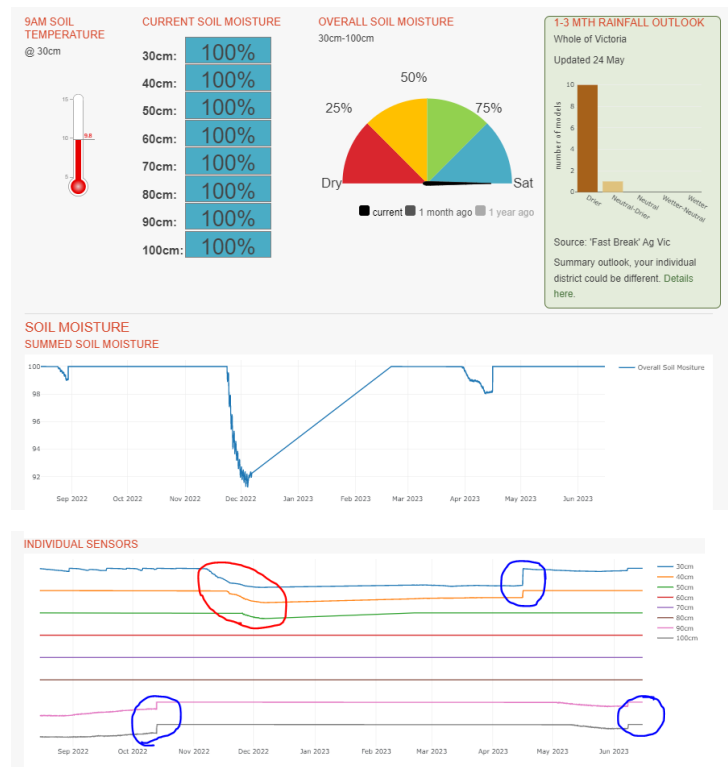 9AM SOIL
TEMPERATURE
@ 30cm
15
10
9.8
5
CURRENT SOIL MOISTURE
30cm: 100%
40cm: 100%
50cm: 100%
60cm: 100%
70cm: 100%
80cm: 100%
90cm: 100%
100cm: 100%
OVERALL SOIL MOISTURE
30cm-100cm
50%
25% 75%
Dry Sat
current 1 month ago 1 year ago
1-3 MTH RAINFALL OUTLOOK
Whole of Victoria
Updated 24 May
number of models
10
8
6
4
2
0
Drier Neutral-Drier Neutral Wetter-Neutral Wetter
Source: 'Fast Break' Ag Vic
Summary outlook, your individual
district could be different. Details
here.
SOIL MOISTURE
SUMMED SOIL MOISTURE
100
98
96
94
92
Overall Soil Mositure
Sep 2022 Oct 2022 Nov 2022 Dec 2022 Jan 2023 Feb 2023 Mar 2023 Apr 2023 May 2023 Jun 2023
INDIVIDUAL SENSORS
30cm
40cm
50cm
60cm
70cm
80cm
90cm
100cm
Sep 2022 Oct 2022 Nov 2022 Dec 2022 Jan 2023 Feb 2023 Mar 2023 Apr 2023 May 2023 Jun 2023